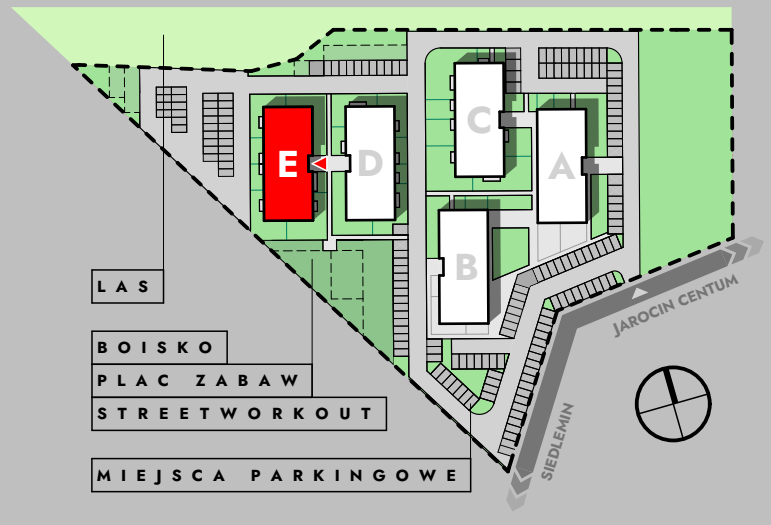 C
E
D
A
B
LAS
JAROCIN CENTUM
BOISKO
PLAC ZABAW
STREETWORKOUT
SIEDLEMIN
MIEJSCA PARKINGOWE